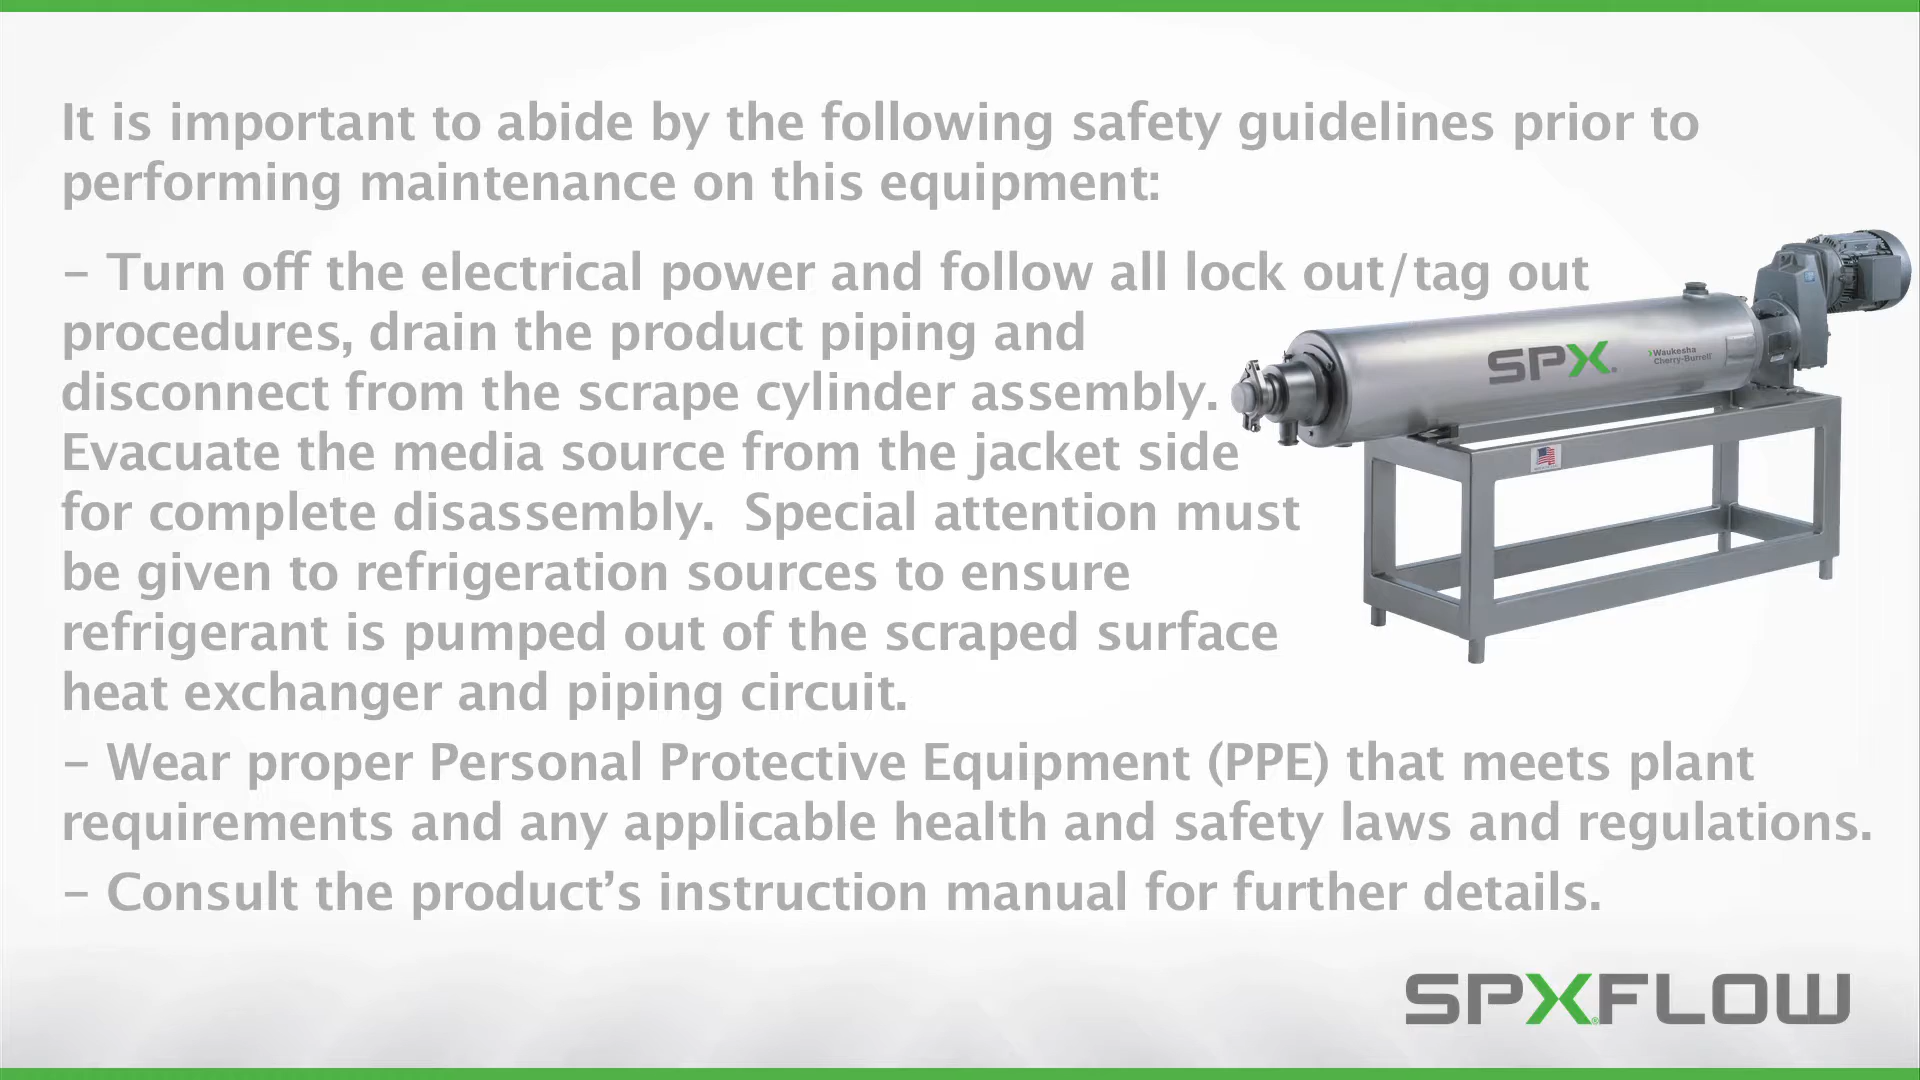 It is important to abide by the following safety guidelines prior to
performing maintenance on this equipment:
- Turn off the electrical power and follow all lock out/tag out
procedures, drain the product piping and
disconnect from the scrape cylinder assembly.
Evacuate the media source from the jacket side
for complete disassembly.  Special attention must
be given to refrigeration sources to ensure
refrigerant is pumped out of the scraped surface
heat exchanger and piping circuit.
- Wear proper Personal Protective Equipment (PPE) that meets plant
requirements and any applicable health and safety laws and regulations.
- Consult the product’s instruction manual for further details.
SPX®
Waukesha
Cherry-Burrell
SPXFLOW®